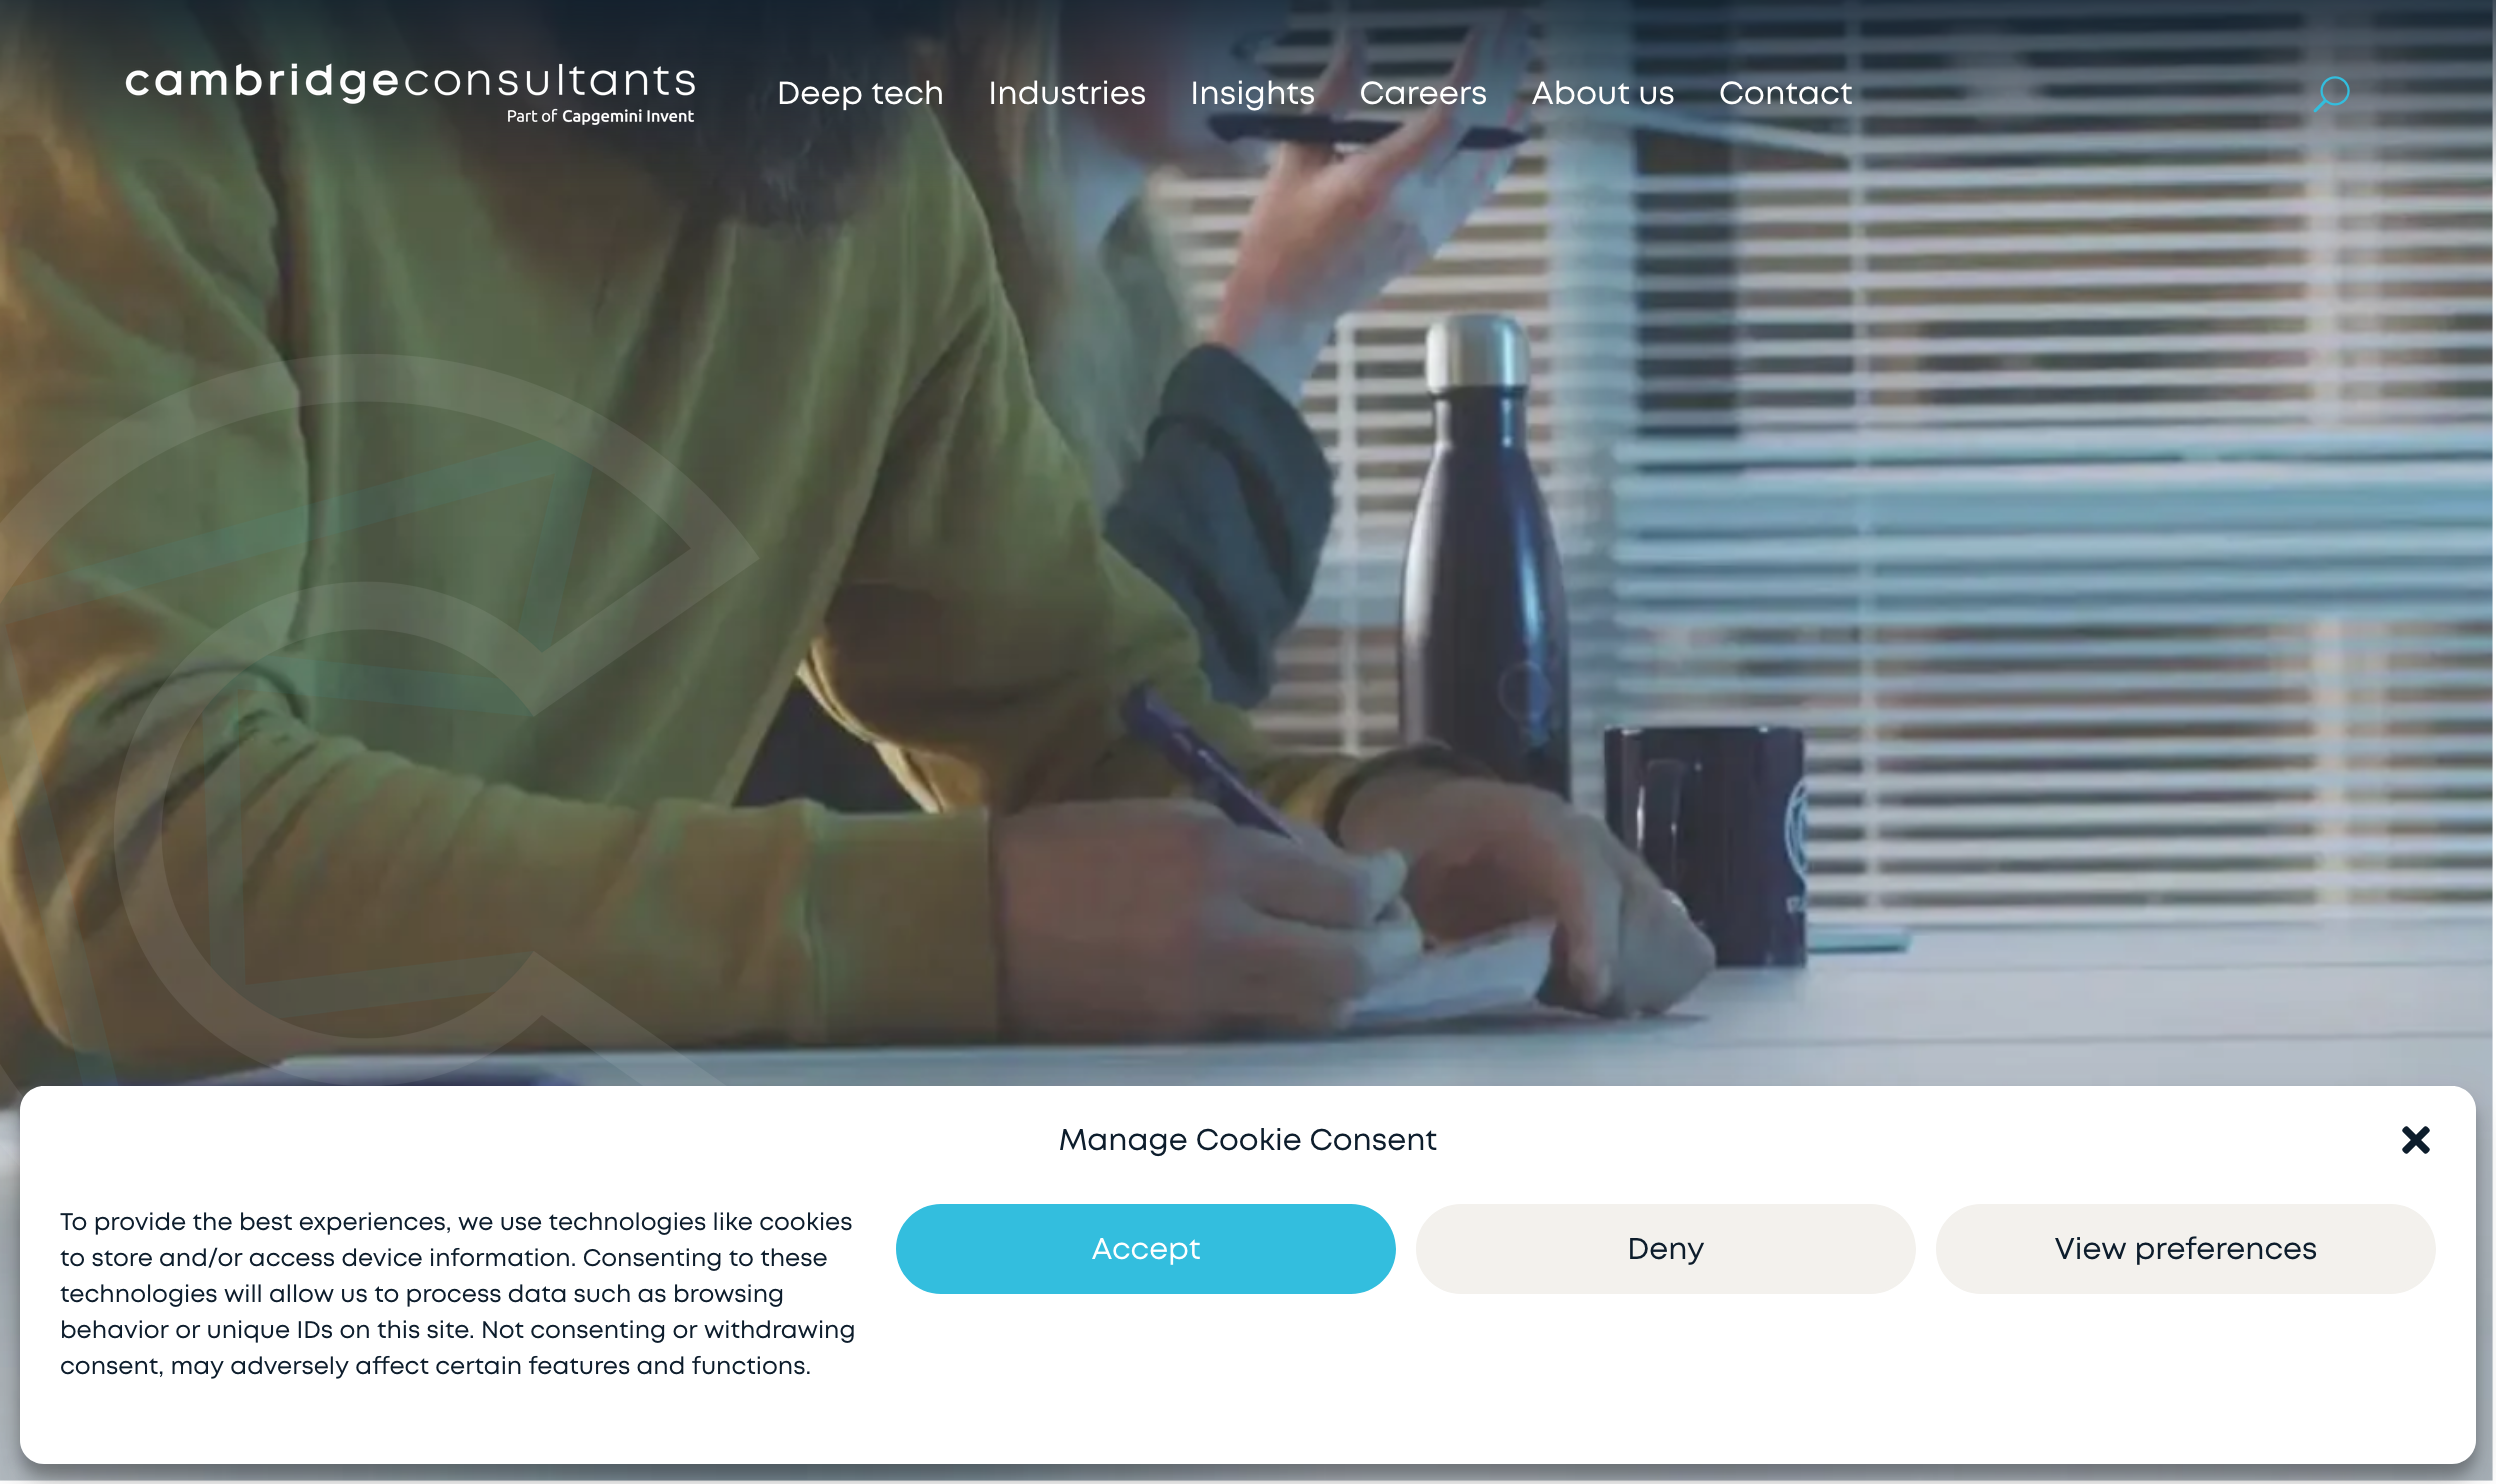 cambridgeconsultants
Part of Capgemini Invent
Deep tech
Industries
Insights
Careers
About us
Contact
Manage Cookie Consent
To provide the best experiences, we use technologies like cookies
to store and/or access device information. Consenting to these
technologies will allow us to process data such as browsing
behavior or unique IDs on this site. Not consenting or withdrawing
consent, may adversely affect certain features and functions.
Accept
Deny
View preferences